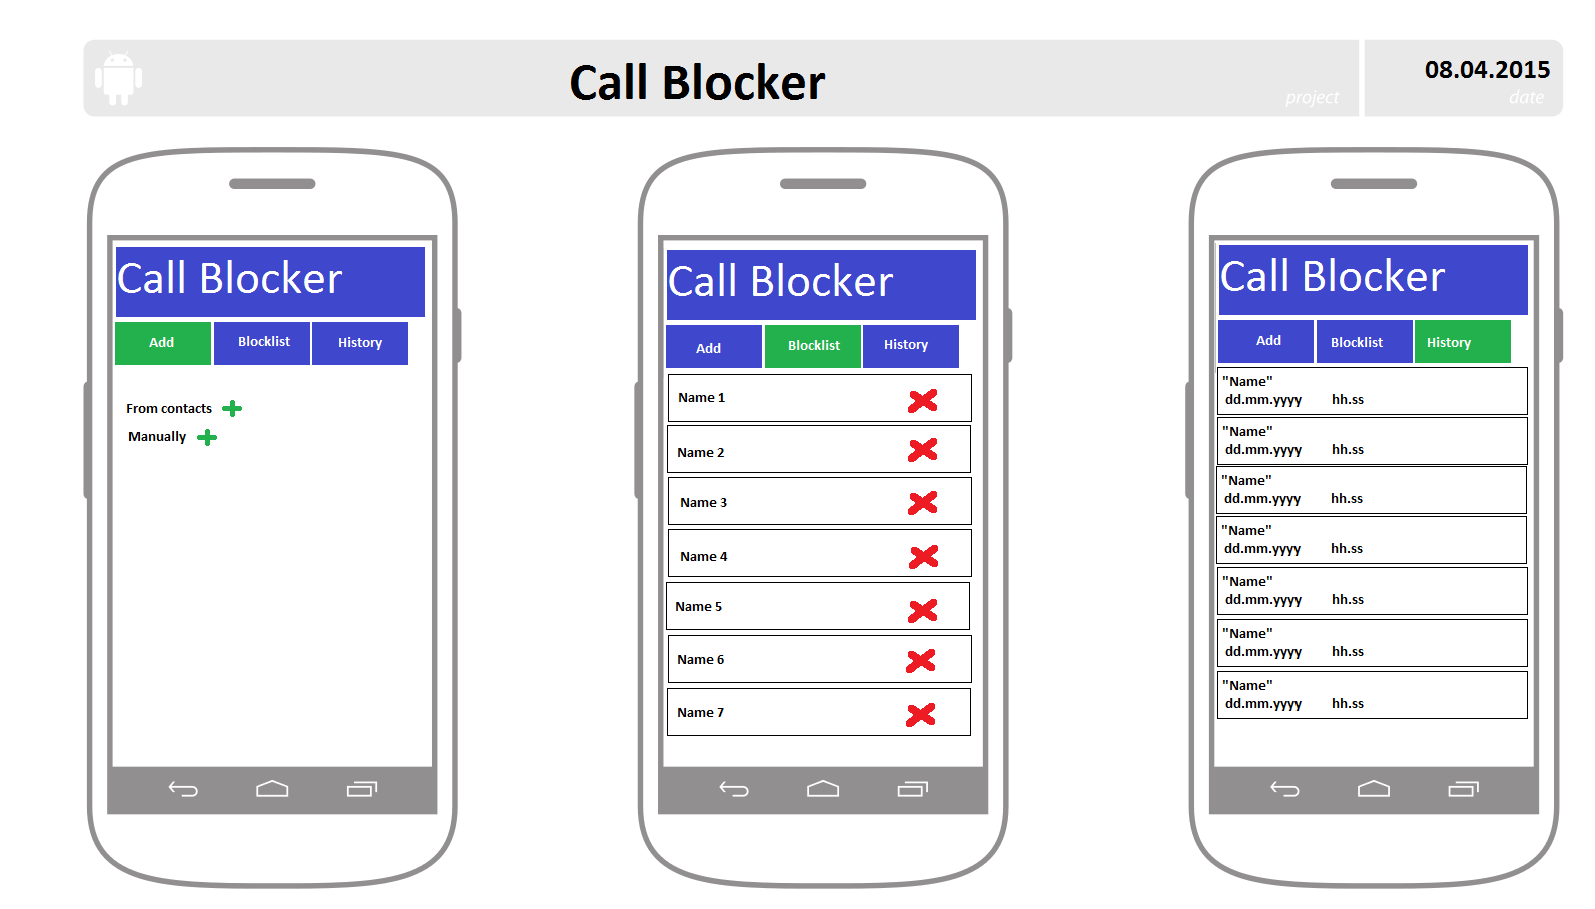 Call Blocker
project
08.04.2015
date
Call Blocker
Add Blocklist History
From contacts
Manually
Call Blocker
Add Blocklist History
Name 1
Name 2
Name 3
Name 4
Name 5
Name 6
Name 7
Call Blocker
Add Blocklist History
"Name"
dd.mm.yyyy hh.ss
"Name"
dd.mm.yyyy hh.ss
"Name"
dd.mm.yyyy hh.ss
"Name"
dd.mm.yyyy hh.ss
"Name"
dd.mm.yyyy hh.ss
"Name"
dd.mm.yyyy hh.ss
"Name"
dd.mm.yyyy hh.ss